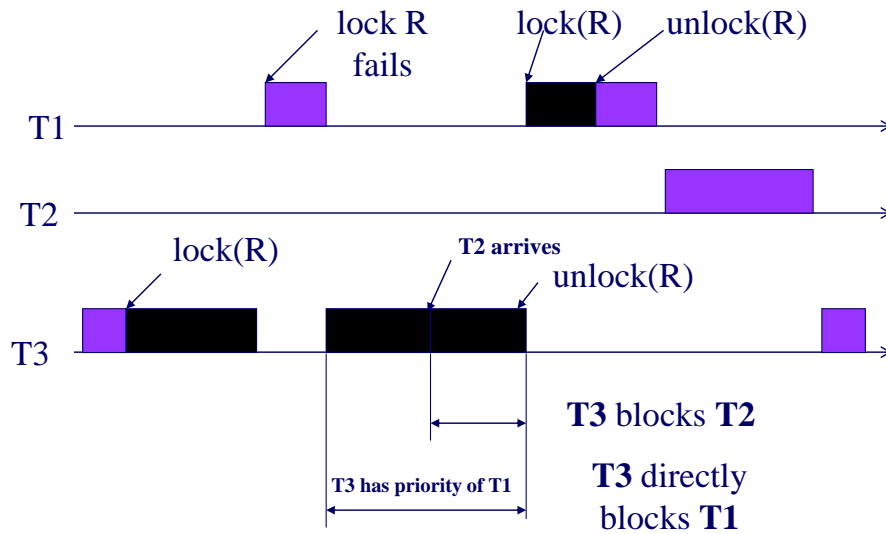 lock R
fails
lock(R)
unlock(R)
T1
T2
lock(R)
T2 arrives
unlock(R)
T3
T3 blocks T2
T3 has priority of T1
T3 directly
blocks T1